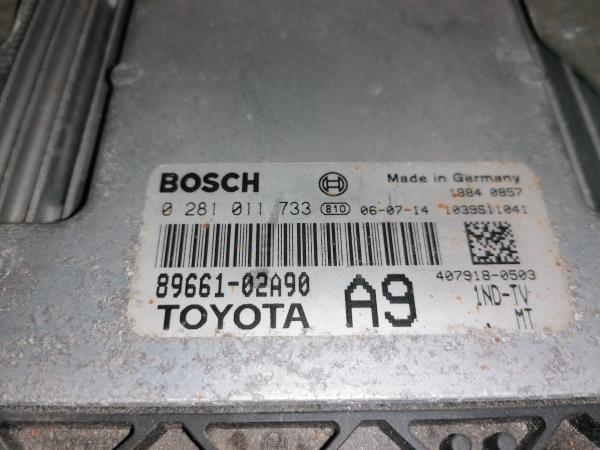 BOSCH Made in Germany
1884 0857
0 281 011 733 810 06-07-14 1039S11041
407918-0503
89661-02A90 A9 1ND-TV
TOYOTA MT